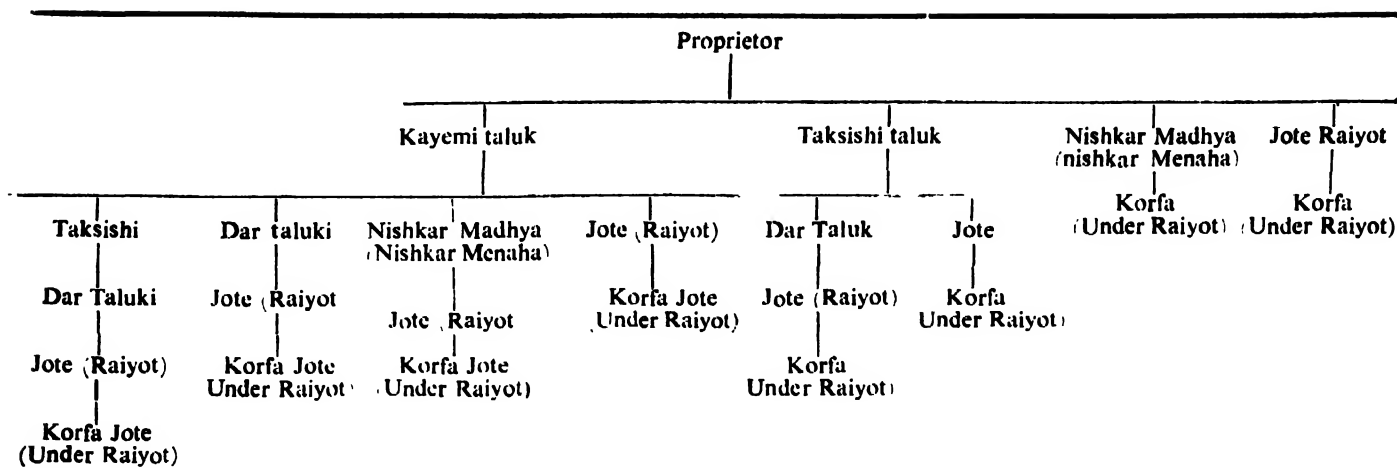 Proprietor
Kayemi taluk Taksishi taluk Nishkar Madhya Jote Raiyot
(nishkar Menaha)
Korfa Korfa
(Under Raiyot) (Under Raiyot)
Taksishi Dar taluki Nishkar Madhya Jote (Raiyot) Dar Taluk Jote
(Nishkar Menaha)
Dar Taluki Jote (Raiyot Korfa Jote Jote (Raiyot) Korfa
Jote (Raiyot Under Raiyot) Under Raiyot)
Jote (Raiyot) Korfa Jote Korfa Jote Korfa
Under Raiyot) (Under Raiyot) Under Raiyot)
Korfa Jote
(Under Raiyot)